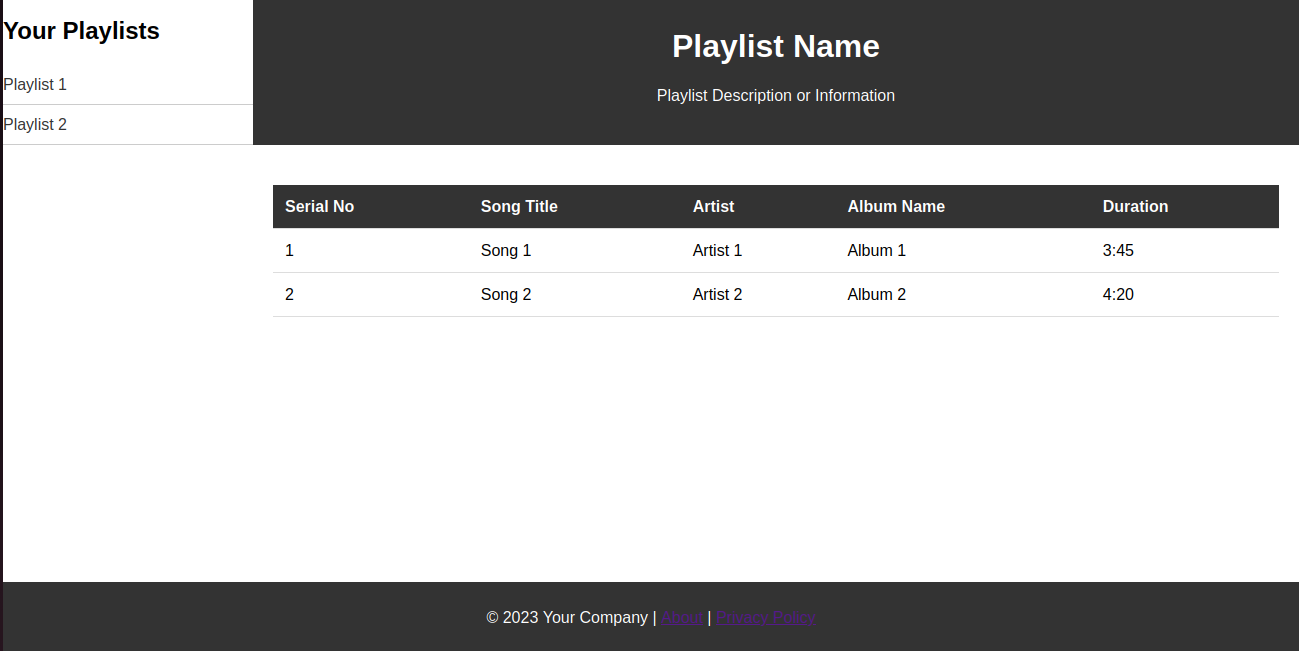 Your Playlists
Playlist 1
Playlist 2
Playlist Name
Playlist Description or Information
Serial No Song Title Artist Album Name Duration
1 Song 1 Artist 1 Album 1 3:45
2 Song 2 Artist 2 Album 2 4:20
© 2023 Your Company | About | Privacy Policy